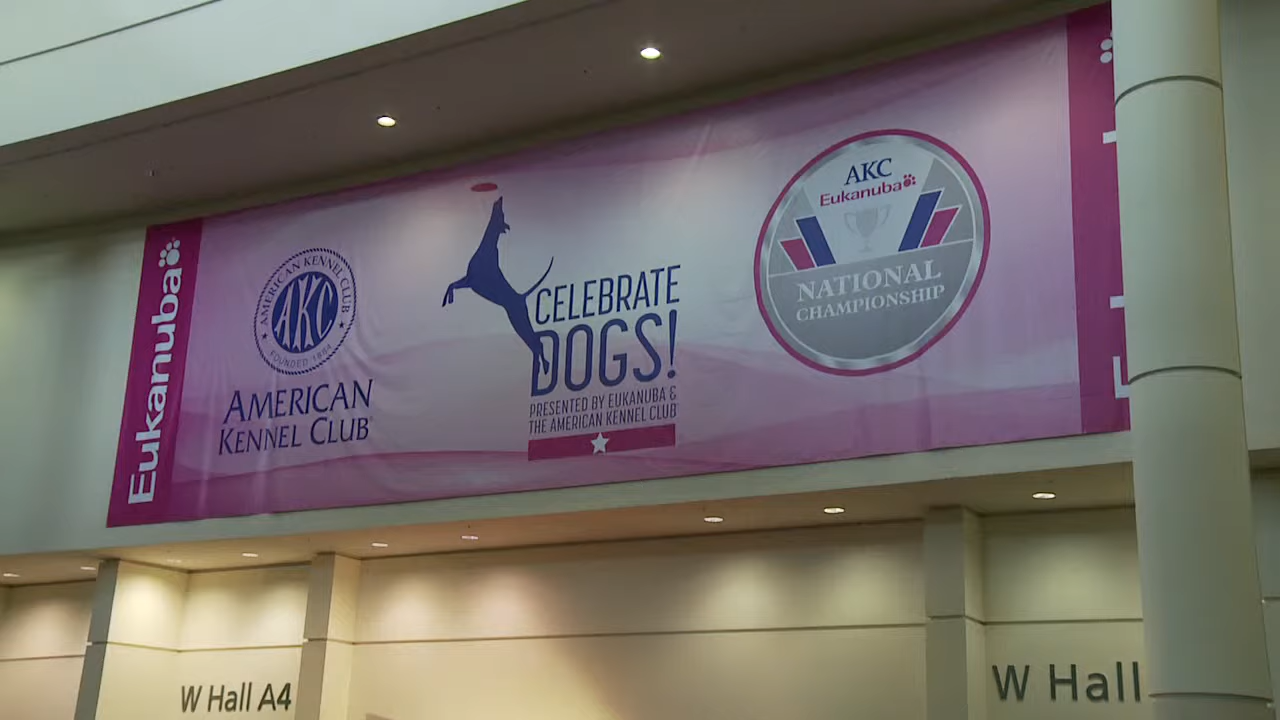 Eukanuba
AMERICAN KENNEL CLUB
AKC
FOUNDED 1884
AMERICAN
KENNEL CLUB
CELEBRATE
DOGS!
PRESENTED BY EUKANUBA &
THE AMERICAN KENNEL CLUB
AKC
Eukanuba
NATIONAL
CHAMPIONSHIP
W Hall A4
W Hall